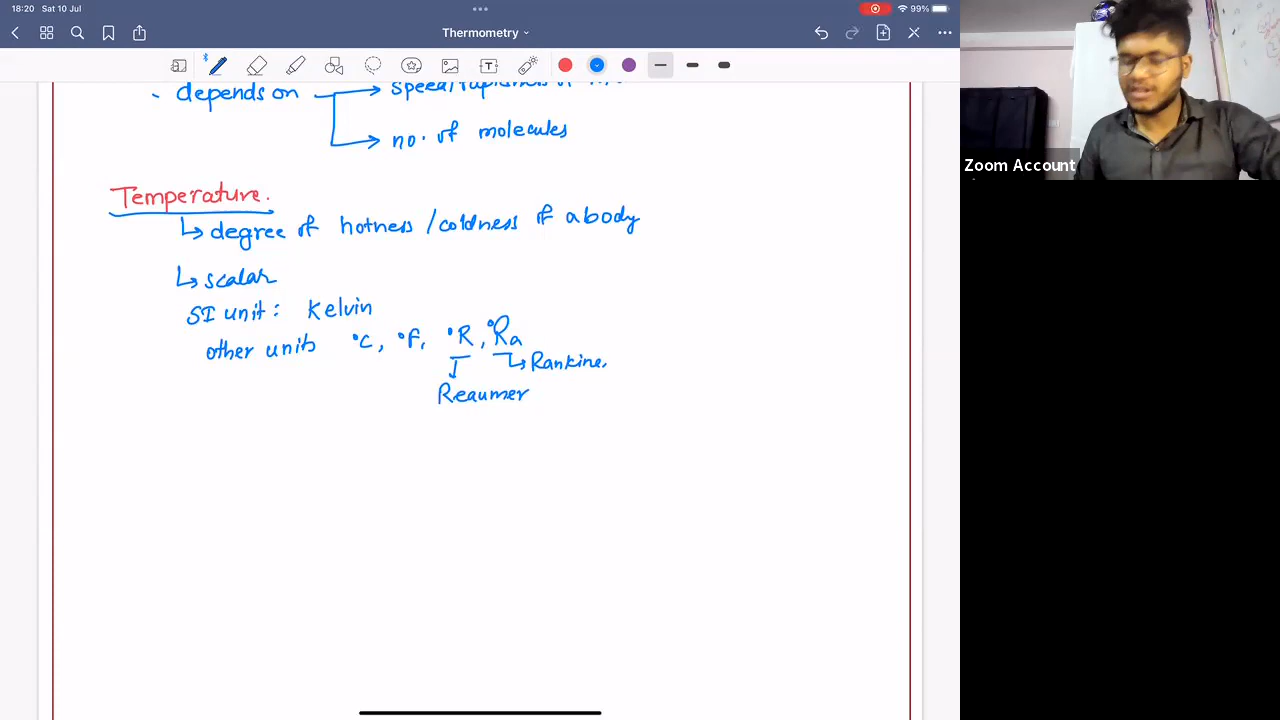 18:20 Sat 10 Jul
99%
Thermometry
depends on
no. of molecules
Temperature.
degree of hotness/coldness of a body
scalar
SI unit: Kelvin
other units °C, °F, °R, °Ra
Rankine.
Reaumer
Zoom Account